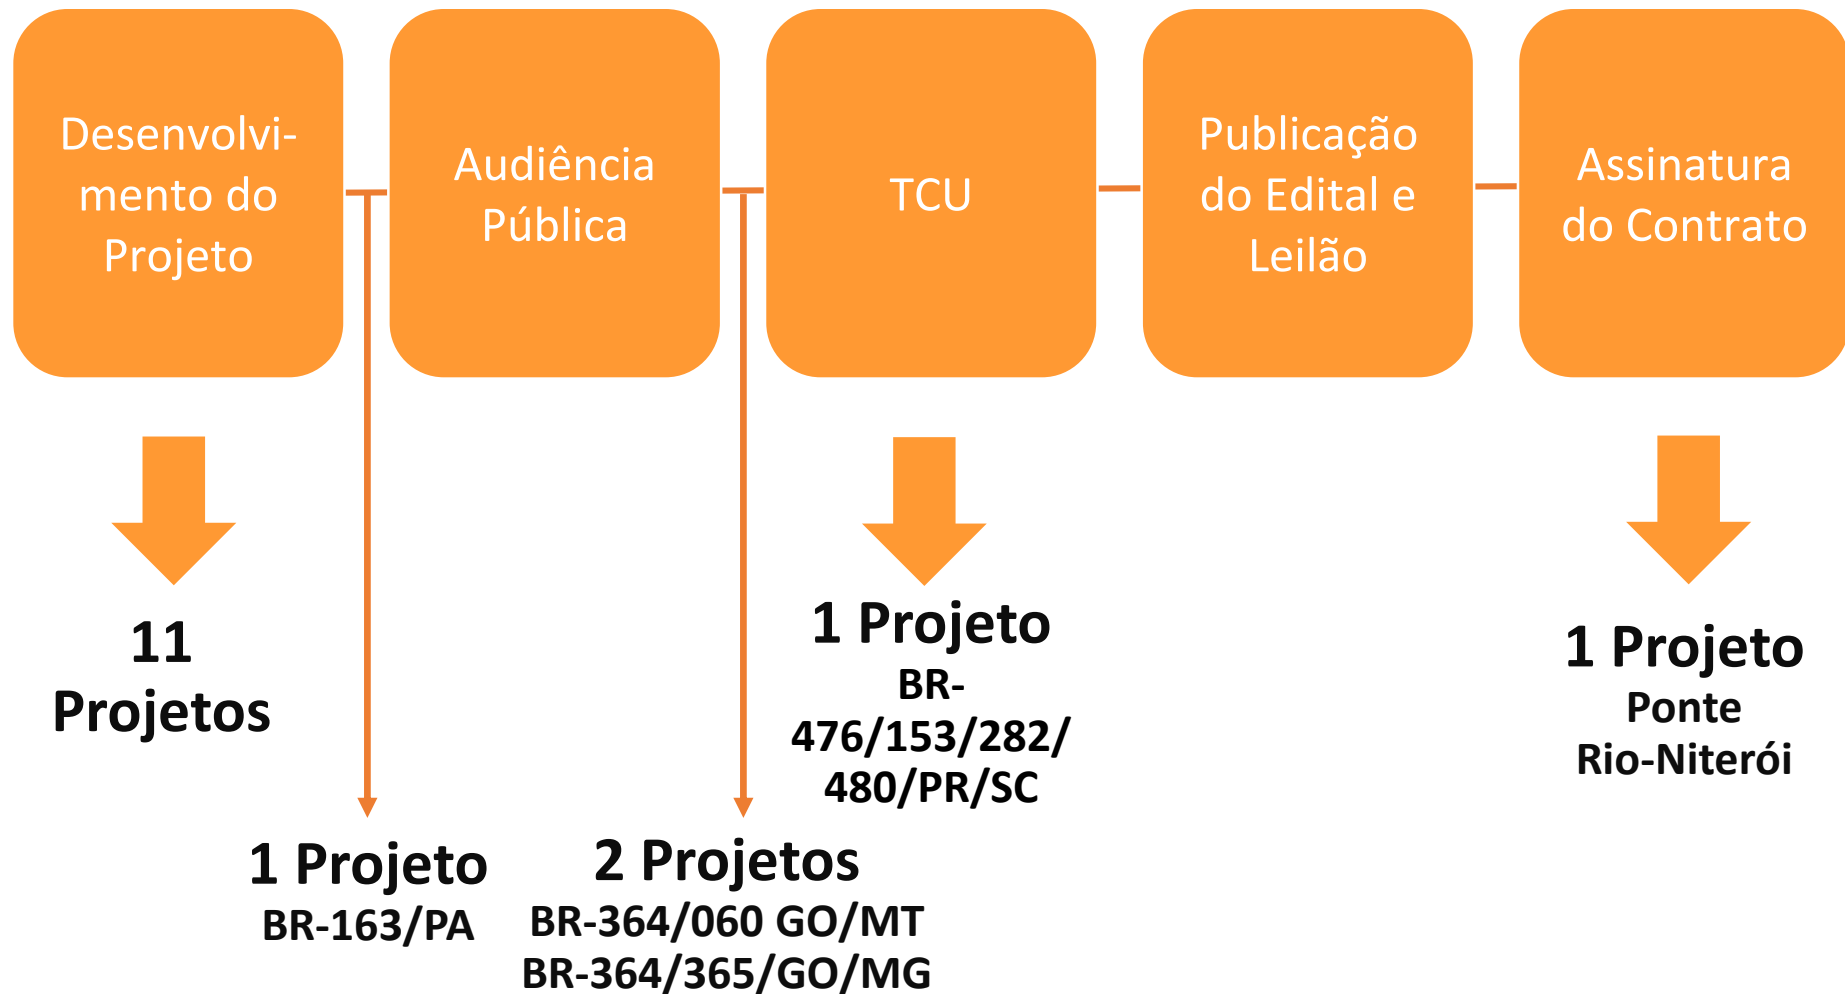 Desenvolvi-
mento do
Projeto
Audiência
Pública
TCU
Publicação
do Edital e
Leilão
Assinatura
do Contrato
11
Projetos
1 Projeto
BR-163/PA
2 Projetos
BR-364/060 GO/MT
BR-364/365/GO/MG
1 Projeto
BR-
476/153/282/
480/PR/SC
1 Projeto
Ponte
Rio-Niterói